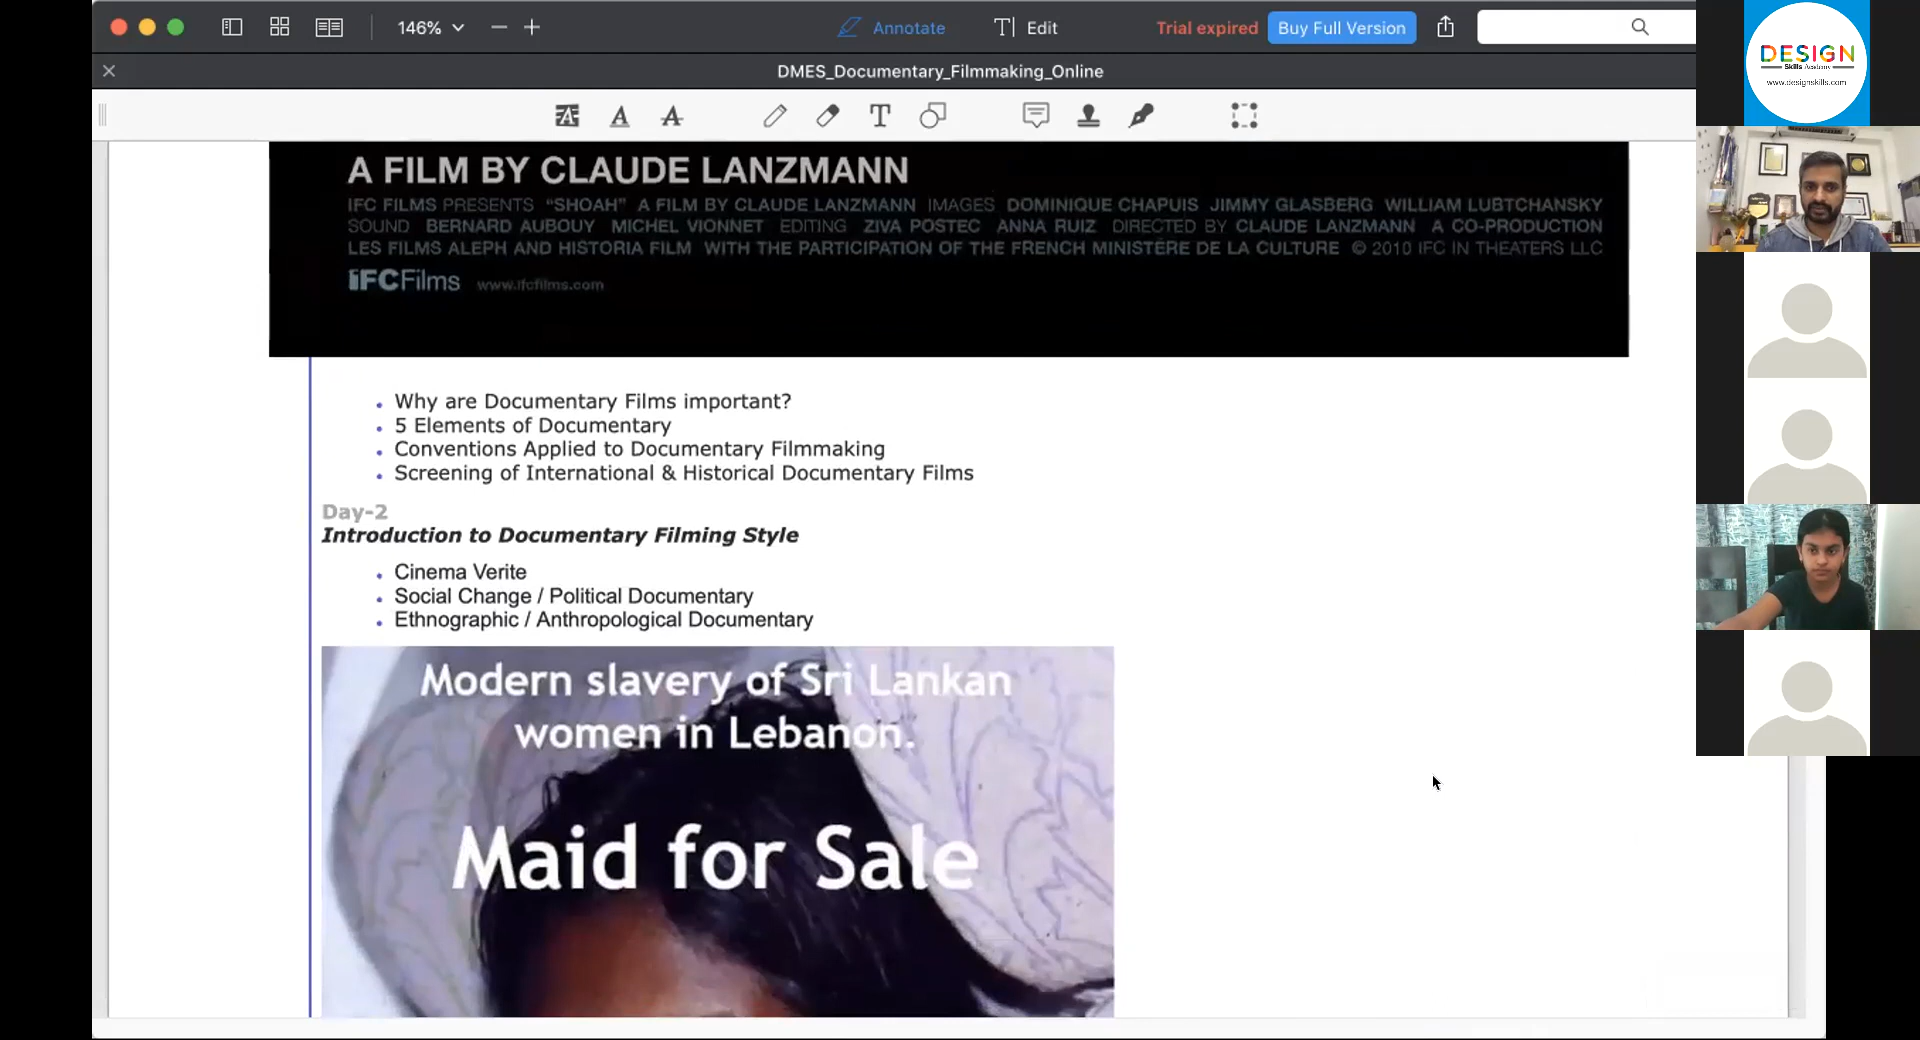 146%
Annotate
T Edit
Trial expired
Buy Full Version
DMES_Documentary_Filmmaking_Online
A FILM BY CLAUDE LANZMANN
IFC FILMS PRESENTS “SHOAH” A FILM BY CLAUDE LANZMANN IMAGES DOMINIQUE CHAPUIS JIMMY GLASBERG WILLIAM LUBTCHANSKY
SOUND BERNARD AUBOUY MICHEL VIONNET EDITING ZIVA POSTEC ANNA RUIZ DIRECTED BY CLAUDE LANZMANN A CO-PRODUCTION
LES FILMS ALEPH AND HISTORIA FILM WITH THE PARTICIPATION OF THE FRENCH MINISTÈRE DE LA CULTURE © 2010 IFC IN THEATERS LLC
IFCFilms www.ifcfilms.com
• Why are Documentary Films important?
• 5 Elements of Documentary
• Conventions Applied to Documentary Filmmaking
• Screening of International & Historical Documentary Films
Day-2
Introduction to Documentary Filming Style
• Cinema Verite
• Social Change / Political Documentary
• Ethnographic / Anthropological Documentary
Modern slavery of Sri Lankan
women in Lebanon.
Maid for Sale
DESIGN
Skills Academy
www.designskills.com